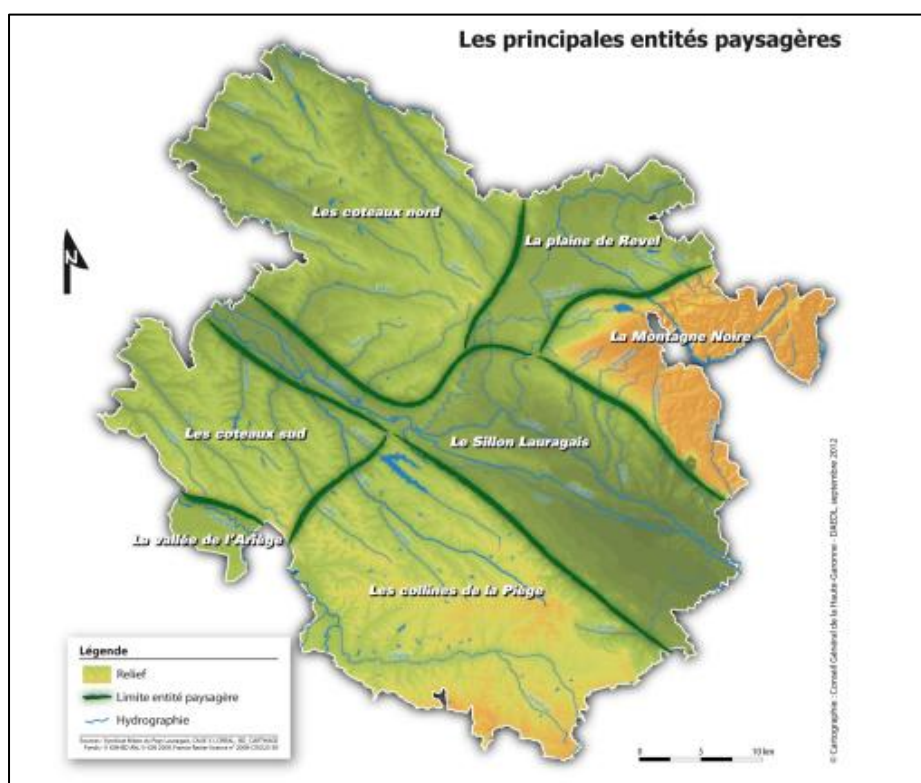 Les principales entités paysagères
Les coteaux nord
La plaine de Revel
N
La Montagne Noire
Les coteaux sud
Le Sillon Lauragais
La vallée de l'Ariège
Les collines de la Piège
Légende
Relief
Limite entité paysagère
Hydrographie
0 5 10 km
© Cartographie : Conseil Général de la Haute-Garonne - DAEDL, septembre 2012